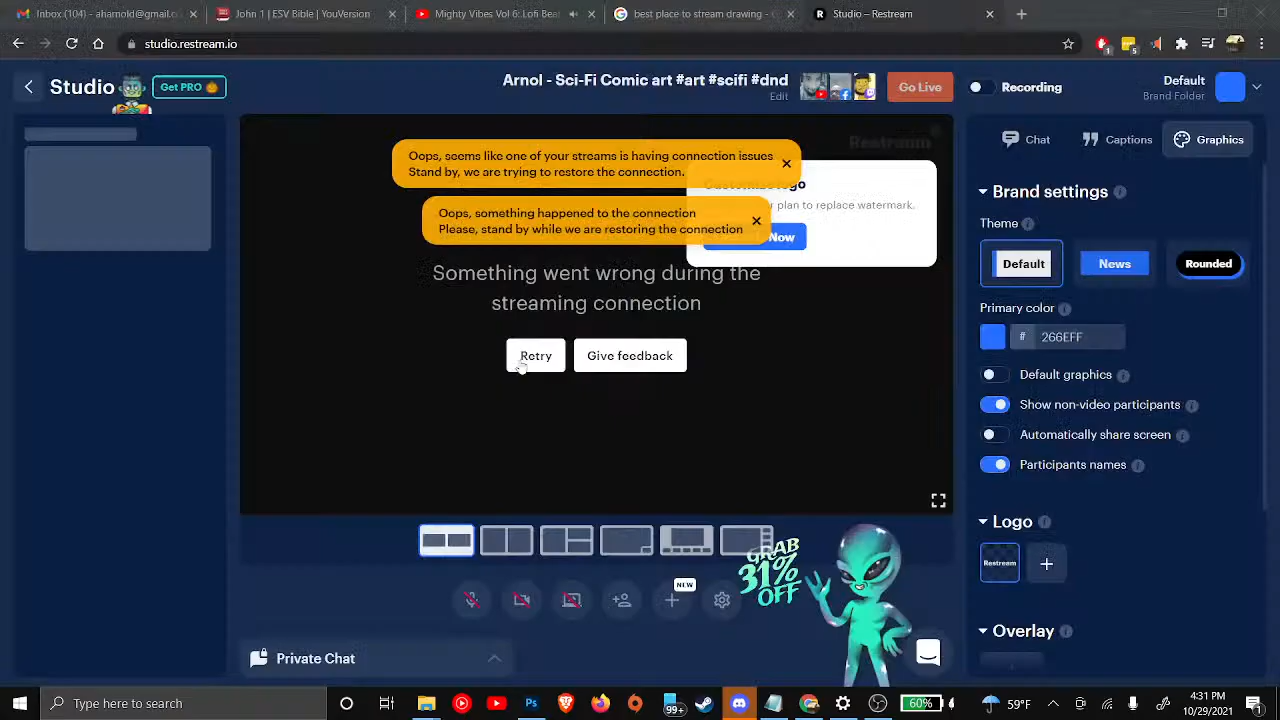 Inbox (104) - ahamold@gmail.c
John 1 | ESV Bible | YouVersion
Mighty Vibes Vol 6:Lofi Beat
best place to stream drawing -
Studio – Restream
studio.restream.io
Studio
Get PRO
Arnol - Sci-Fi Comic art #art #scifi #dnd
Edit
Go Live
Recording
Default
Brand Folder
Chat
Captions
Graphics
Restream
Oops, seems like one of your streams is having connection issues
Stand by, we are trying to restore the connection.
Oops, something happened to the connection
Please, stand by while we are restoring the connection
logo
plan to replace watermark.
Now
Something went wrong during the
streaming connection
Retry
Give feedback
Brand settings
Theme
Default
News
Rounded
Primary color
# 266EFF
Default graphics
Show non-video participants
Automatically share screen
Participants names
Logo
Restream
Overlay
NEW
GRAB
31%
OFF
Private Chat
Type here to search
99+
60%
59°F
4:31 PM
10/29/2021